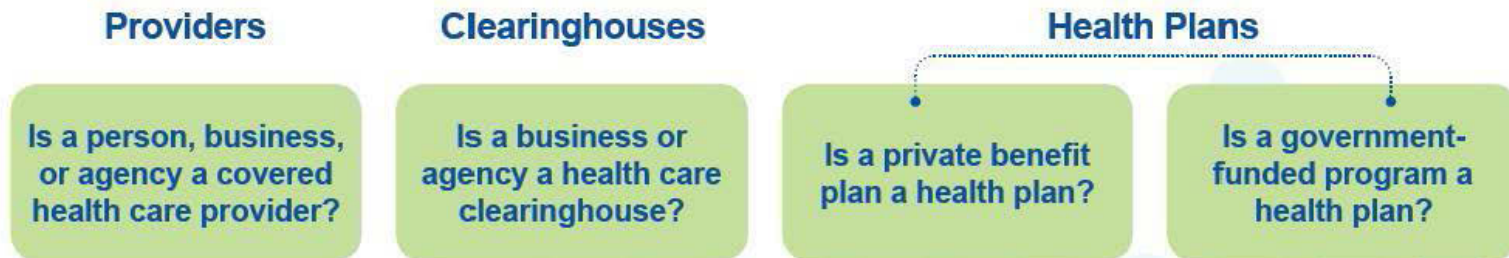 Providers
Clearinghouses
Health Plans
Is a person, business,
or agency a covered
health care provider?
Is a business or
agency a health care
clearinghouse?
Is a private benefit
plan a health plan?
Is a government-
funded program a
health plan?